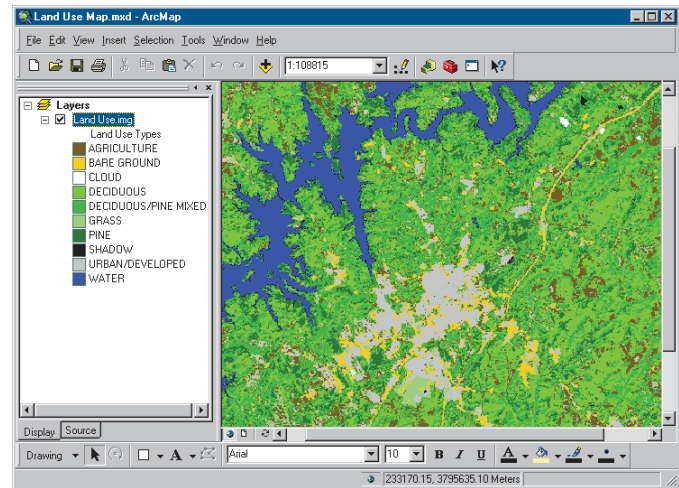 Land Use Map.mxd - ArcMap
File Edit View Insert Selection Tools Window Help
1:108815
Layers
Land Use.img
Land Use Types
AGRICULTURE
BARE GROUND
CLOUD
DECIDUOUS
DECIDUOUS/PINE MIXED
GRASS
PINE
SHADOW
URBAN/DEVELOPED
WATER
Display Source
Drawing A Arial 10 B I U A
233170.15, 3795635.10 Meters